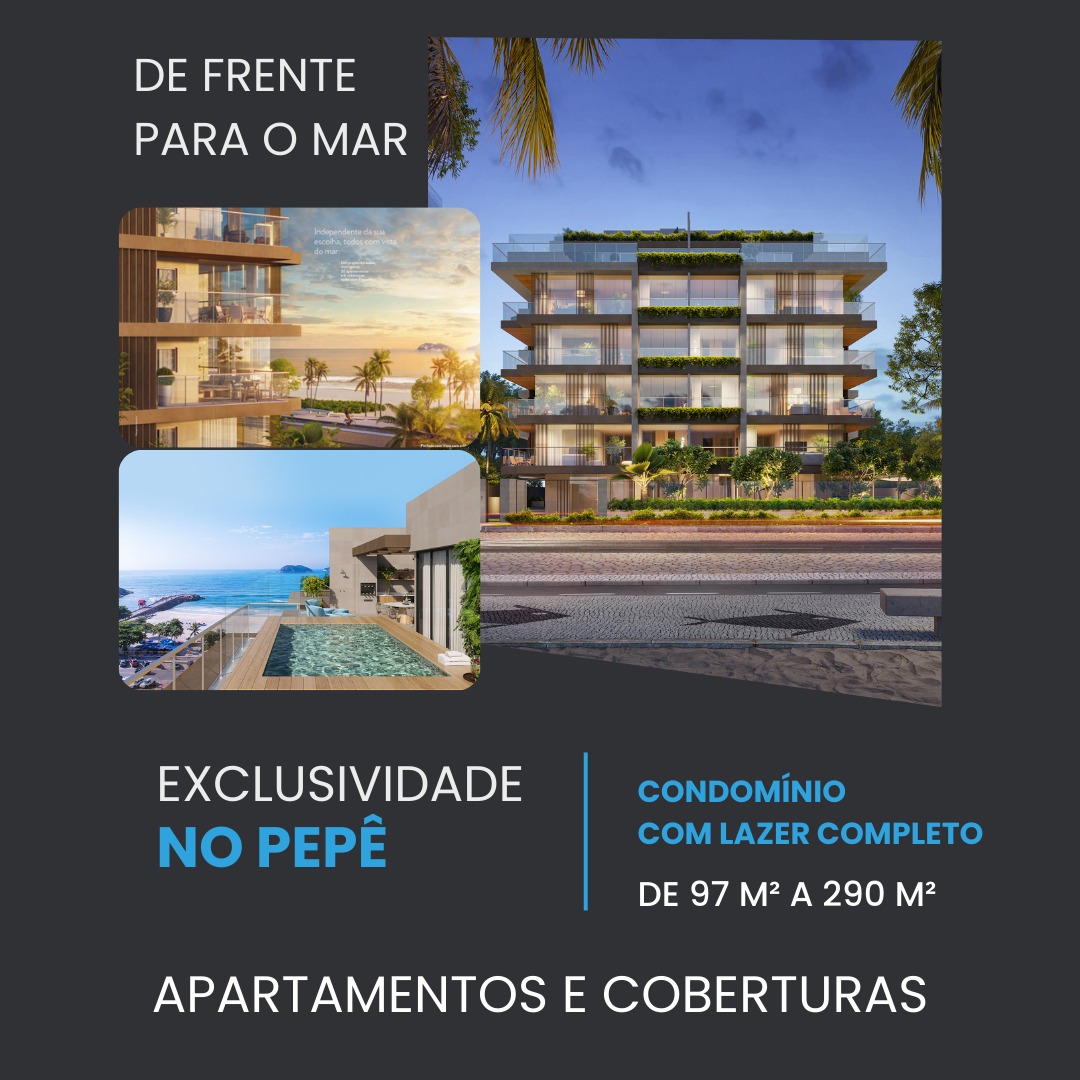 DE FRENTE
PARA O MAR
Independente da sua
escolha, todos com vista
do mar.
EXCLUSIVIDADE
NO PEPÊ
CONDOMÍNIO
COM LAZER COMPLETO
DE 97 M² A 290 M²
APARTAMENTOS E COBERTURAS